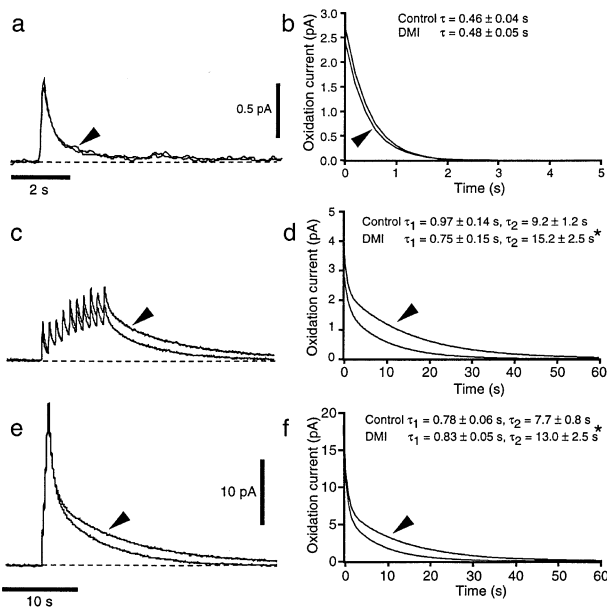 a
0.5 pA
2 s
b
Control τ = 0.46 ± 0.04 s
DMI τ = 0.48 ± 0.05 s
Oxidation current (pA)
3.0
2.5
2.0
1.5
1.0
0.5
0.0
0 1 2 3 4 5
Time (s)
c
d
Control τ1 = 0.97 ± 0.14 s, τ2 = 9.2 ± 1.2 s
DMI τ1 = 0.75 ± 0.15 s, τ2 = 15.2 ± 2.5 s*
Oxidation current (pA)
5
4
3
2
1
0
0 10 20 30 40 50 60
Time (s)
e
10 pA
10 s
f
Control τ1 = 0.78 ± 0.06 s, τ2 = 7.7 ± 0.8 s
DMI τ1 = 0.83 ± 0.05 s, τ2 = 13.0 ± 2.5 s*
Oxidation current (pA)
20
15
10
5
0
0 10 20 30 40 50 60
Time (s)